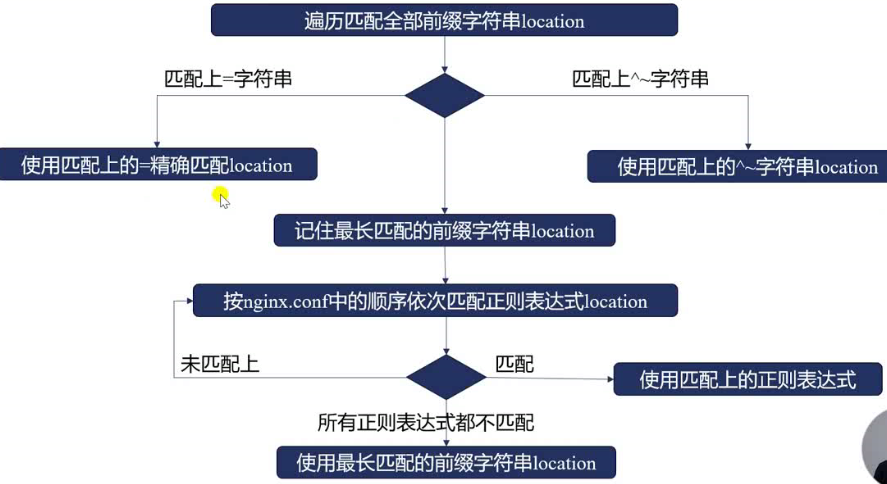 遍历匹配全部前缀字符串location
匹配上=字符串
匹配上^~字符串
使用匹配上的=精确匹配location
使用匹配上的^~字符串location
记住最长匹配的前缀字符串location
按nginx.conf中的顺序依次匹配正则表达式location
未匹配上
匹配
使用匹配上的正则表达式
所有正则表达式都不匹配
使用最长匹配的前缀字符串location